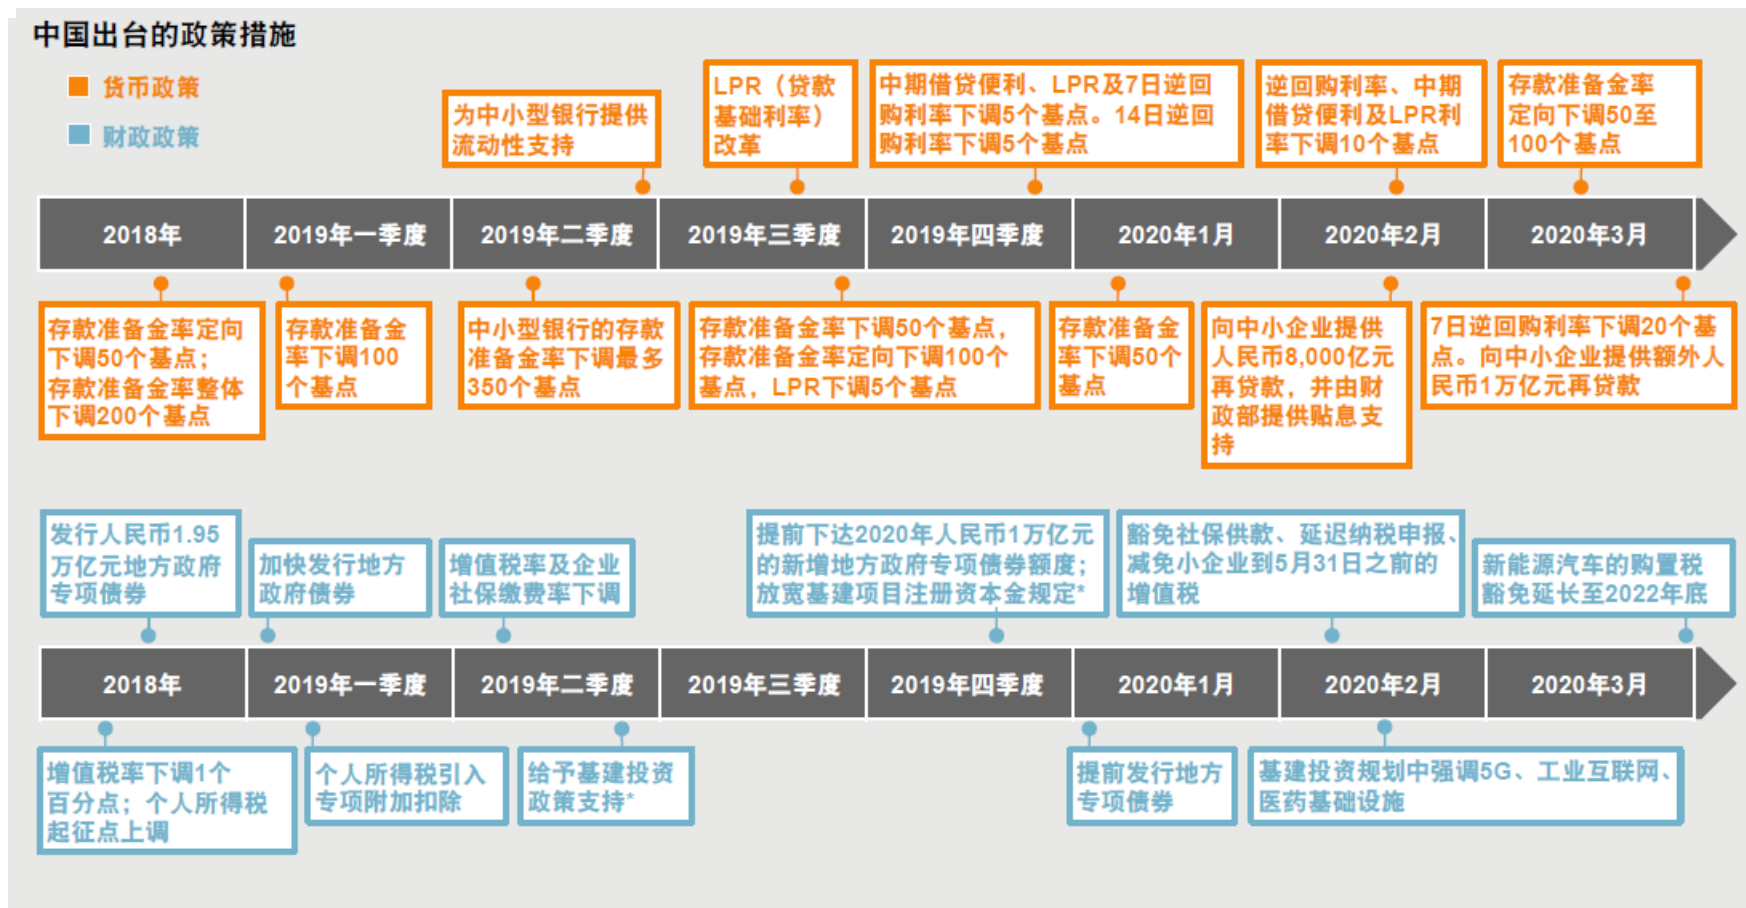 中国出台的政策措施
货币政策
财政政策
为中小型银行提供
流动性支持
LPR（贷款
基础利率）
改革
中期借贷便利、LPR及7日逆回
购利率下调5个基点。14日逆回
购利率下调5个基点
逆回购利率、中期
借贷便利及LPR利
率下调10个基点
存款准备金率
定向下调50至
100个基点
2018年
2019年一季度
2019年二季度
2019年三季度
2019年四季度
2020年1月
2020年2月
2020年3月
存款准备金率定向
下调50个基点；
存款准备金率整体
下调200个基点
存款准备金
率下调100
个基点
中小型银行的存款
准备金率下调最多
350个基点
存款准备金率下调50个基点，
存款准备金率定向下调100个
基点，LPR下调5个基点
存款准备金
率下调50个
基点
向中小企业提供
人民币8,000亿元
再贷款，并由财
政部提供贴息支
持
7日逆回购利率下调20个基
点。向中小企业提供额外人
民币1万亿元再贷款
发行人民币1.95
万亿元地方政府
专项债券
加快发行地方
政府债券
增值税率及企业
社保缴费率下调
提前下达2020年人民币1万亿元
的新增地方政府专项债券额度；
放宽基建项目注册资本金规定*
豁免社保供款、延迟纳税申报、
减免小企业到5月31日之前的
增值税
新能源汽车的购置税
豁免延长至2022年底
2018年
2019年一季度
2019年二季度
2019年三季度
2019年四季度
2020年1月
2020年2月
2020年3月
增值税率下调1个
百分点；个人所得税
起征点上调
个人所得税引入
专项附加扣除
给予基建投资
政策支持*
提前发行地方
专项债券
基建投资规划中强调5G、工业互联网、
医药基础设施